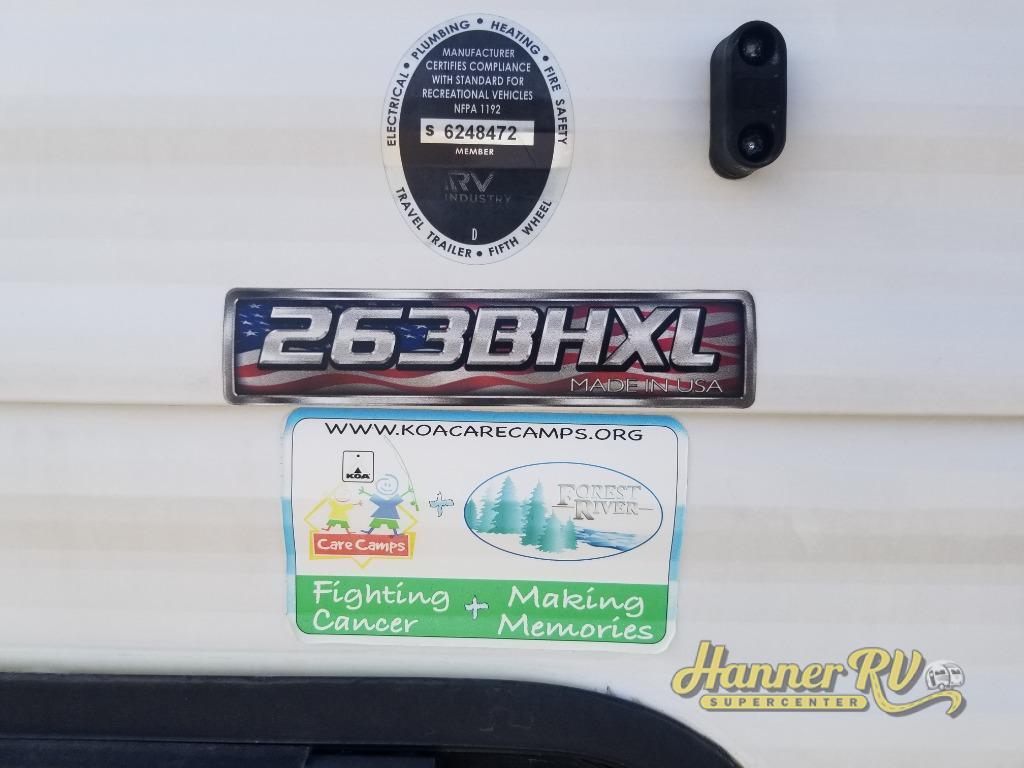 ELECTRICAL • PLUMBING • HEATING • FIRE SAFETY
MANUFACTURER
CERTIFIES COMPLIANCE
WITH STANDARD FOR
RECREATIONAL VEHICLES
NFPA 1192
S 6248472
MEMBER
RV
INDUSTRY
D
TRAVEL TRAILER • FIFTH WHEEL
263BHXL
MADE IN USA
WWW.KOACARECAMPS.ORG
KOA
Care Camps
+
FOREST
RIVER
Fighting
Cancer
+
Making
Memories
Hanner RV
SUPERCENTER